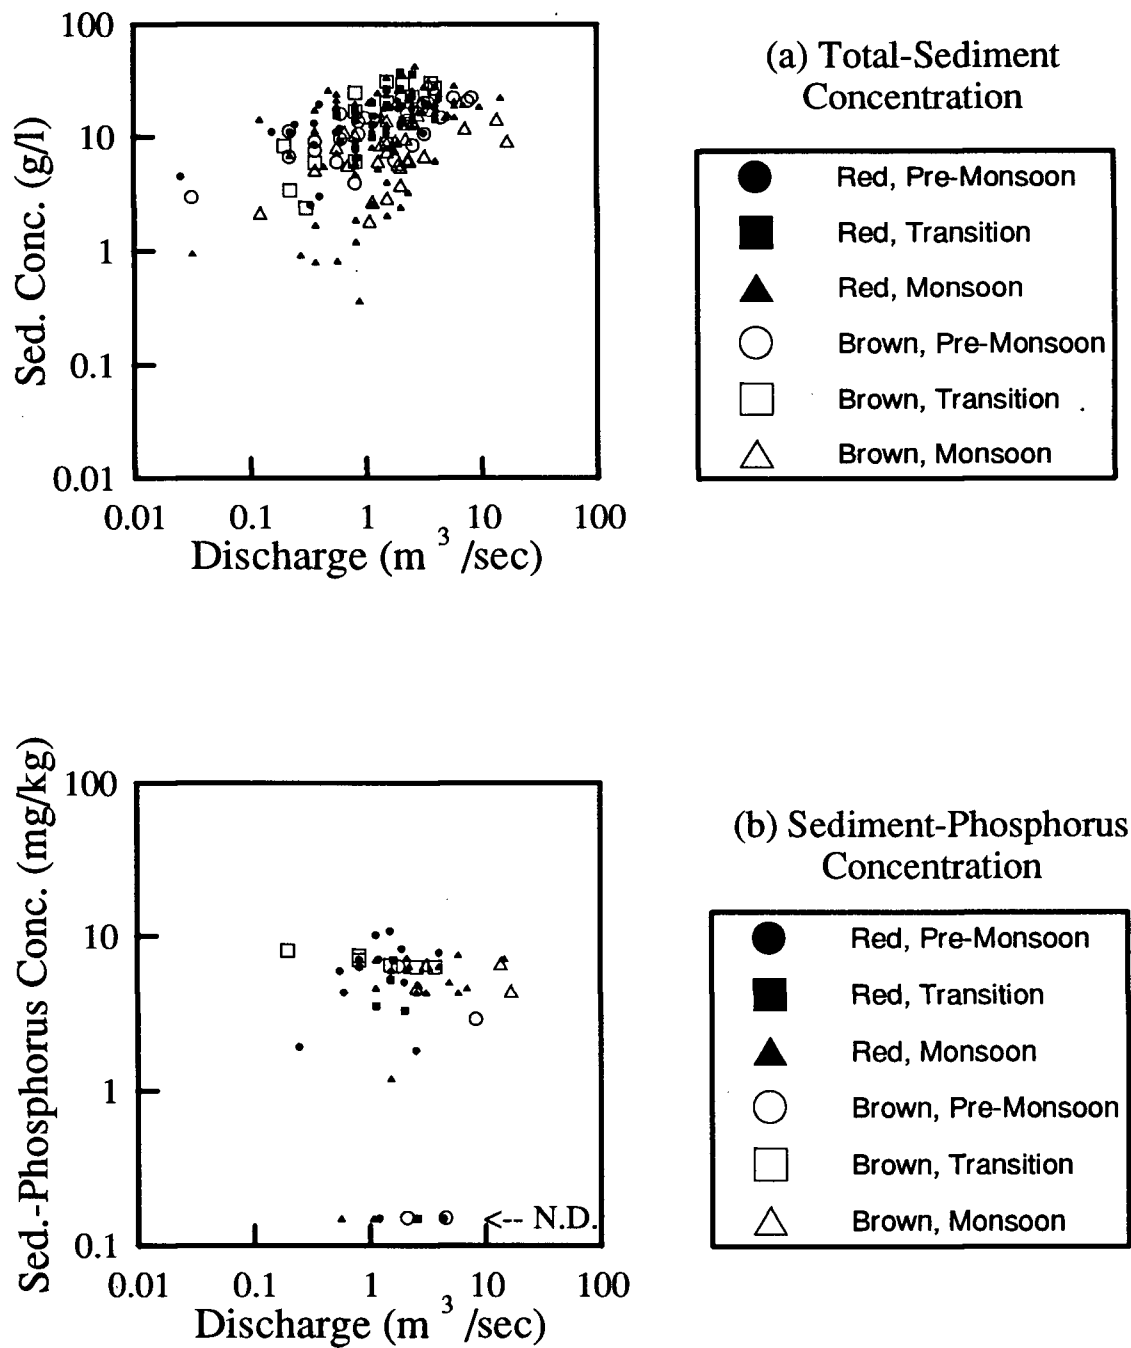 (a) Total-Sediment
Concentration
Sed. Conc. (g/l)
100
10
1
0.1
0.01
0.01 0.1 1 10 100
Discharge (m 3 /sec)
Red, Pre-Monsoon
Red, Transition
Red, Monsoon
Brown, Pre-Monsoon
Brown, Transition
Brown, Monsoon
(b) Sediment-Phosphorus
Concentration
Sed.-Phosphorus Conc. (mg/kg)
100
10
1
0.1
<-- N.D.
0.01 0.1 1 10 100
Discharge (m 3 /sec)
Red, Pre-Monsoon
Red, Transition
Red, Monsoon
Brown, Pre-Monsoon
Brown, Transition
Brown, Monsoon